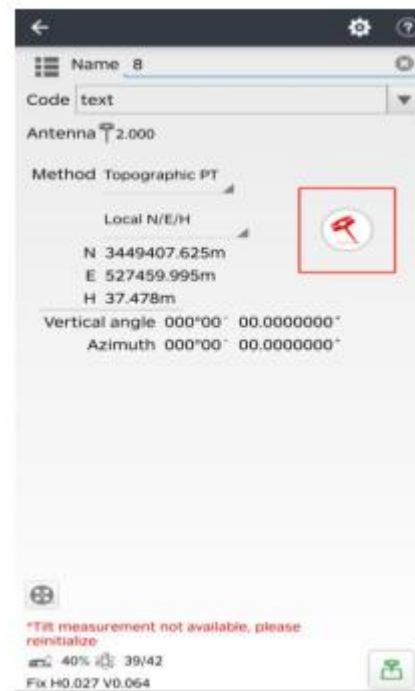 Name 8
Code text
Antenna 2.000
Method Topographic PT
Local N/E/H
N 3449407.625m
E 527459.995m
H 37.478m
Vertical angle 000°00´ 00.0000000"
Azimuth 000°00´ 00.0000000"
*Tilt measurement not available, please
reinitialize
40% 39/42
Fix H0.027 V0.064